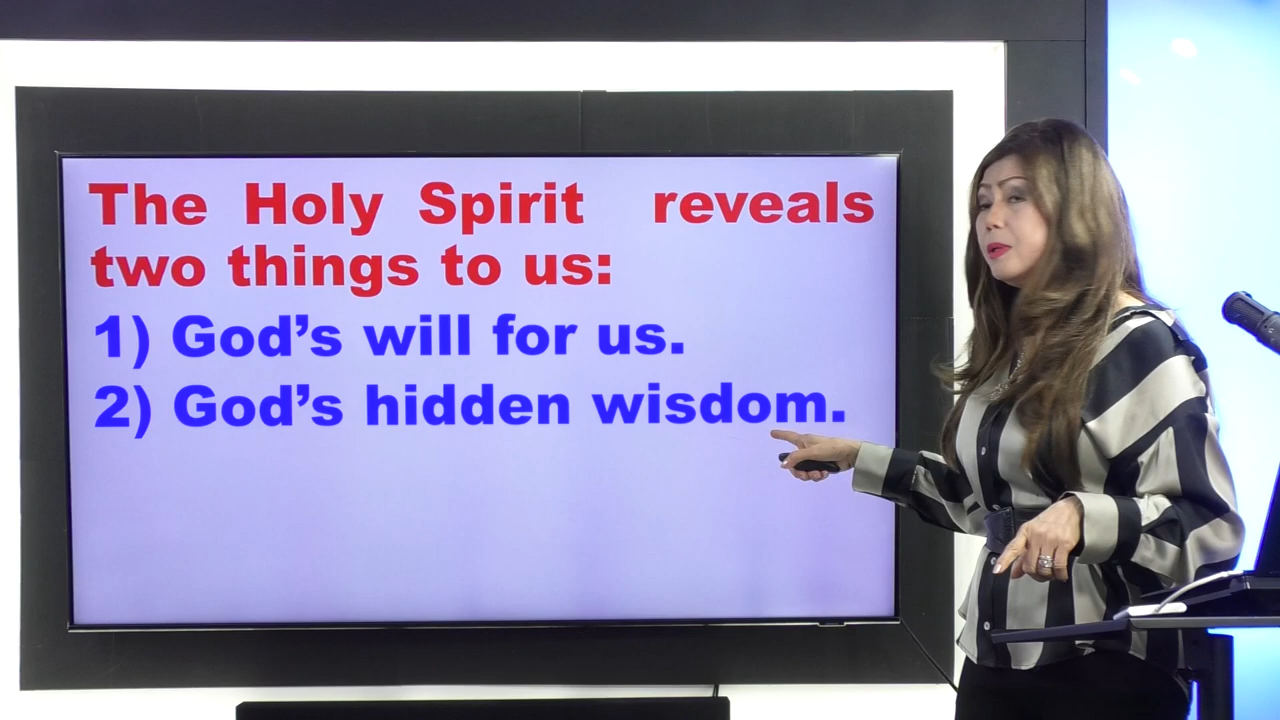 The Holy Spirit reveals
two things to us:
1) God’s will for us.
2) God’s hidden wisdom.